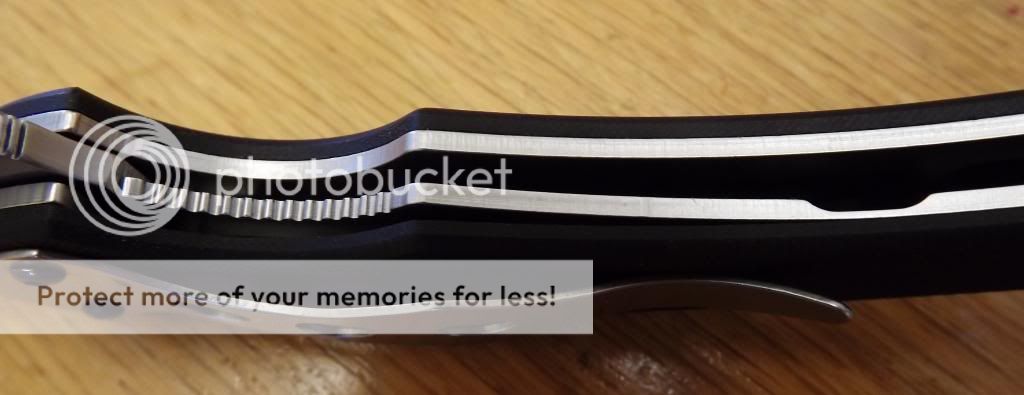 photobucket
Protect more of your memories for less!